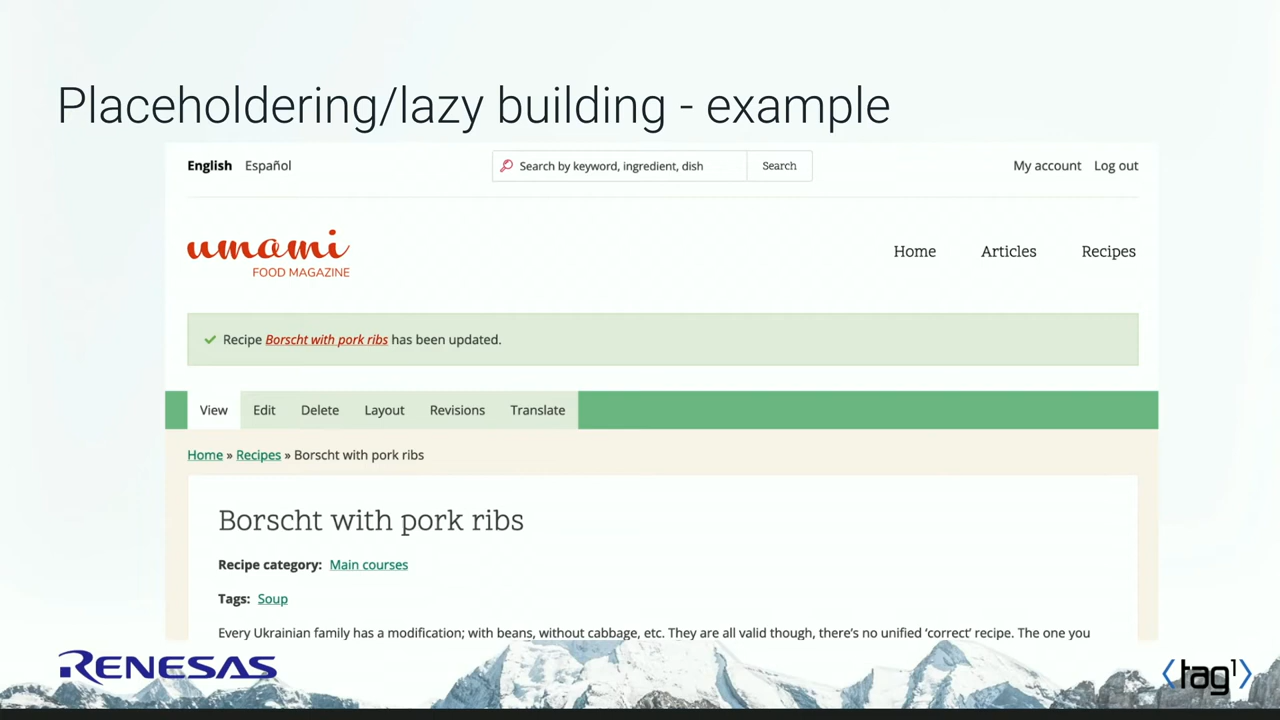 Placeholdering/lazy building - example
English Español Search by keyword, ingredient, dish Search My account Log out
umami
FOOD MAGAZINE
Home Articles Recipes
Recipe Borscht with pork ribs has been updated.
View Edit Delete Layout Revisions Translate
Home » Recipes » Borscht with pork ribs
Borscht with pork ribs
Recipe category: Main courses
Tags: Soup
Every Ukrainian family has a modification; with beans, without cabbage, etc. They are all valid though, there's no unified ‘correct’ recipe. The one you
RENESAS
⟨tag1⟩